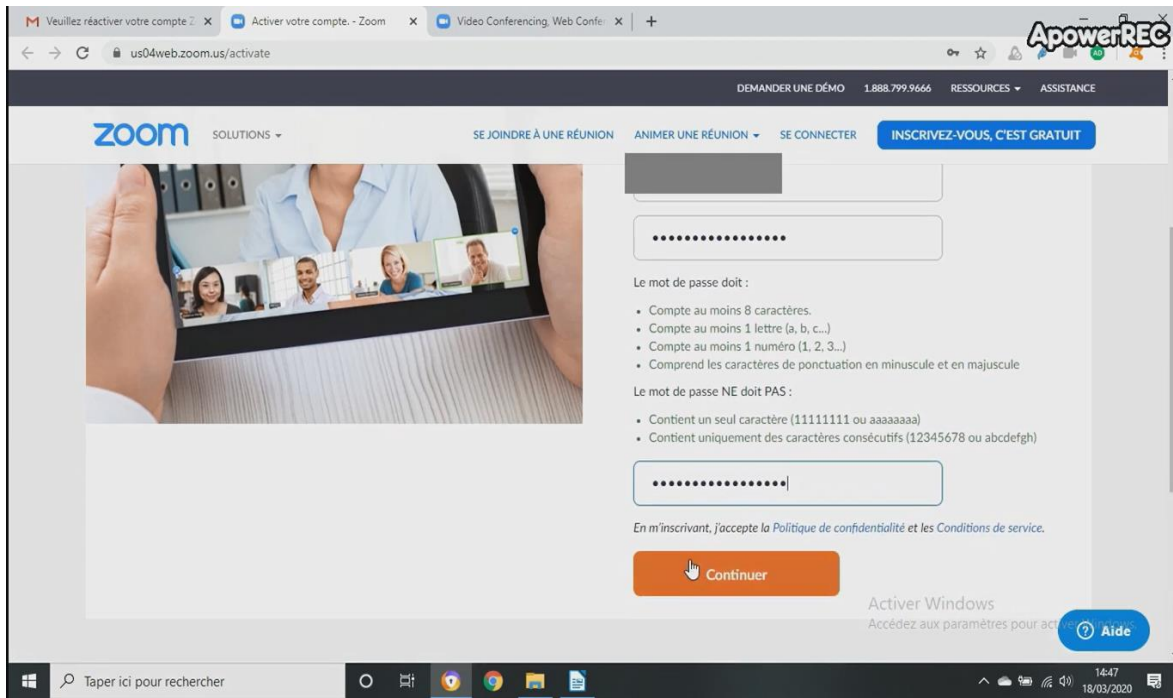 Veuillez réactiver votre compte Z
Activer votre compte. - Zoom
Video Conferencing, Web Confe
ApowerREC
us04web.zoom.us/activate
DEMANDER UNE DÉMO 1.888.799.9666 RESSOURCES ASSISTANCE
zoom SOLUTIONS SE JOINDRE À UNE RÉUNION ANIMER UNE RÉUNION SE CONNECTER INSCRIVEZ-VOUS, C'EST GRATUIT
Le mot de passe doit :
• Compte au moins 8 caractères.
• Compte au moins 1 lettre (a, b, c...)
• Compte au moins 1 numéro (1, 2, 3...)
• Comprend les caractères de ponctuation en minuscule et en majuscule
Le mot de passe NE doit PAS :
• Contient un seul caractère (11111111 ou aaaaaaaa)
• Contient uniquement des caractères consécutifs (12345678 ou abcdefgh)
En m'inscrivant, j'accepte la Politique de confidentialité et les Conditions de service.
Continuer
Activer Windows
Accédez aux paramètres pour activer Windows.
Aide
Taper ici pour rechercher
14:47
18/03/2020